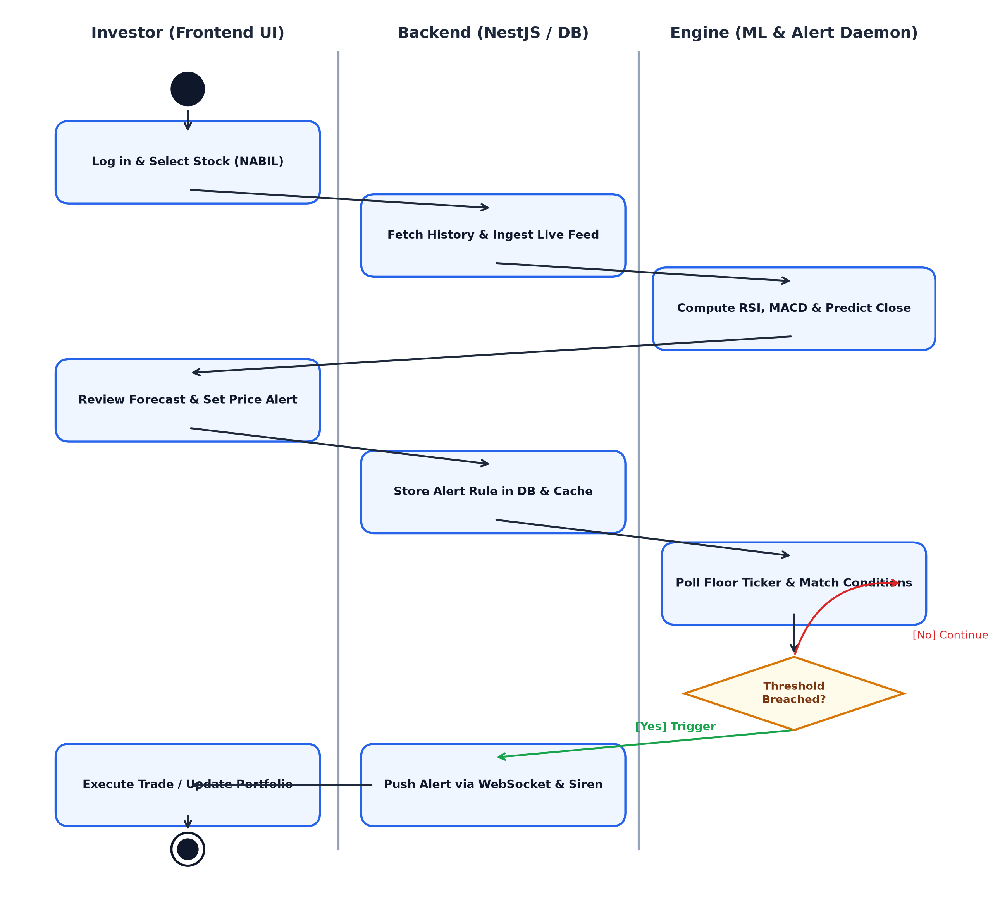 Investor (Frontend UI)
Backend (NestJS / DB)
Engine (ML & Alert Daemon)
Log in & Select Stock (NABIL)
Fetch History & Ingest Live Feed
Compute RSI, MACD & Predict Close
Review Forecast & Set Price Alert
Store Alert Rule in DB & Cache
Poll Floor Ticker & Match Conditions
[No] Continue
Threshold
Breached?
[Yes] Trigger
Execute Trade / Update Portfolio
Push Alert via WebSocket & Siren